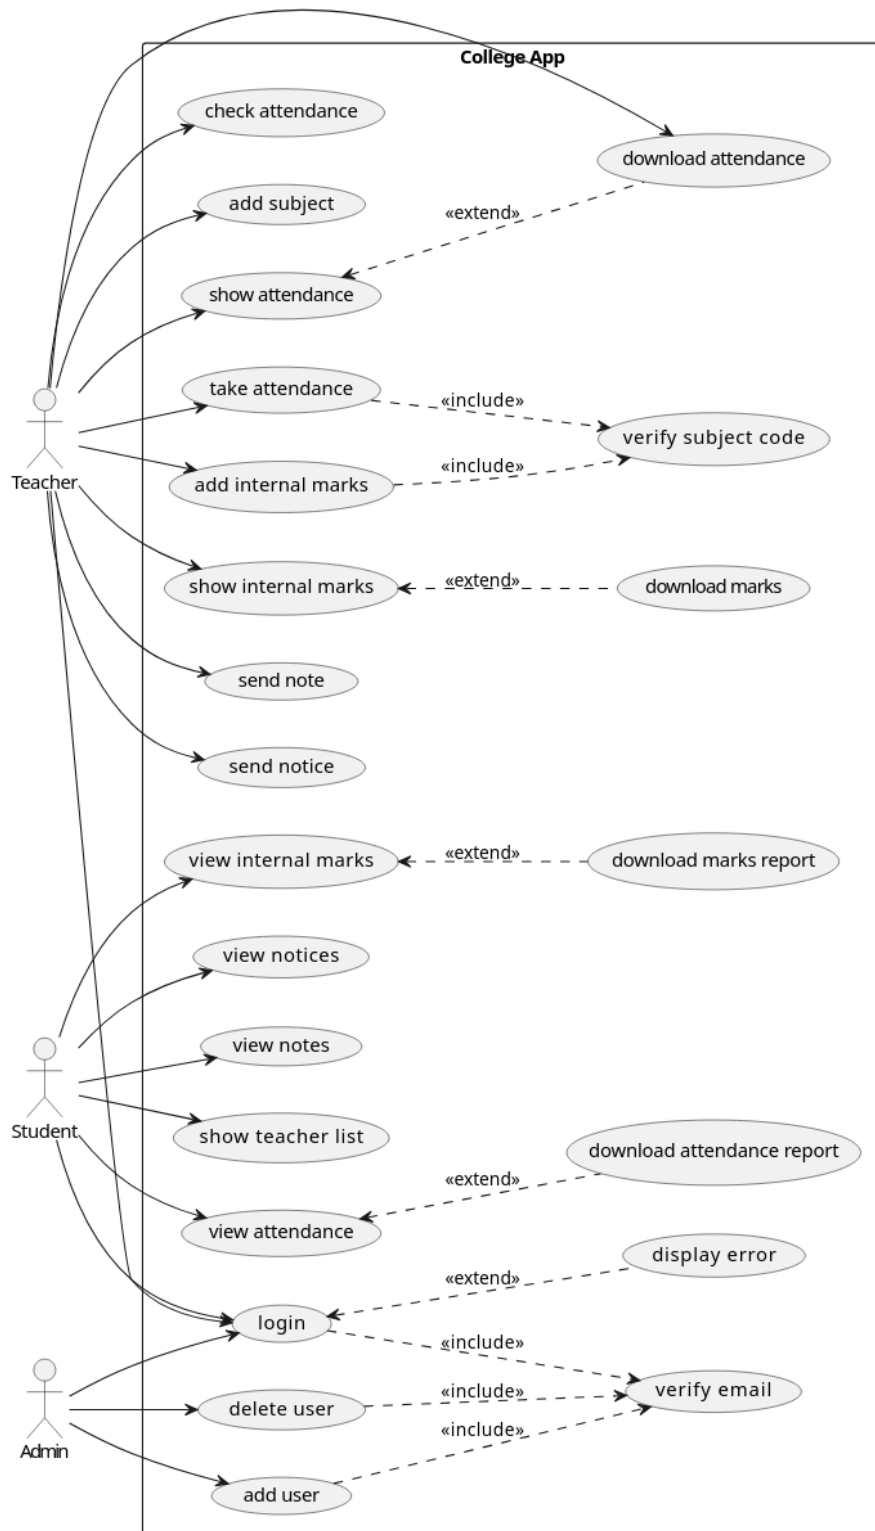 College App
check attendance
download attendance
add subject
«extend»
show attendance
take attendance
«include»
verify subject code
«include»
add internal marks
Teacher
show internal marks
«extend»
download marks
send note
send notice
view internal marks
«extend»
download marks report
view notices
view notes
Student
show teacher list
download attendance report
«extend»
view attendance
display error
«extend»
login
«include»
verify email
«include»
delete user
«include»
Admin
add user